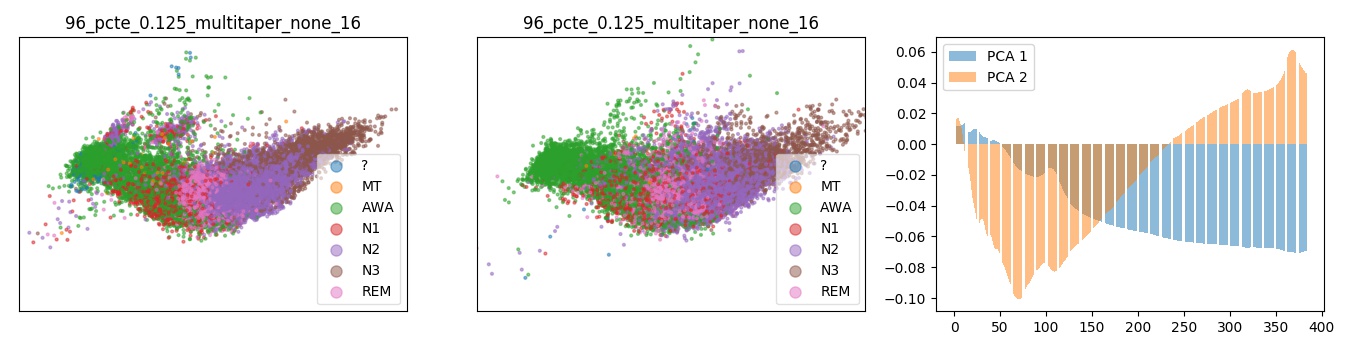 96_pcte_0.125_multitaper_none_16
?
MT
AWA
N1
N2
N3
REM
96_pcte_0.125_multitaper_none_16
?
MT
AWA
N1
N2
N3
REM
PCA 1
PCA 2
0.06
0.04
0.02
0.00
−0.02
−0.04
−0.06
−0.08
−0.10
0 50 100 150 200 250 300 350 400